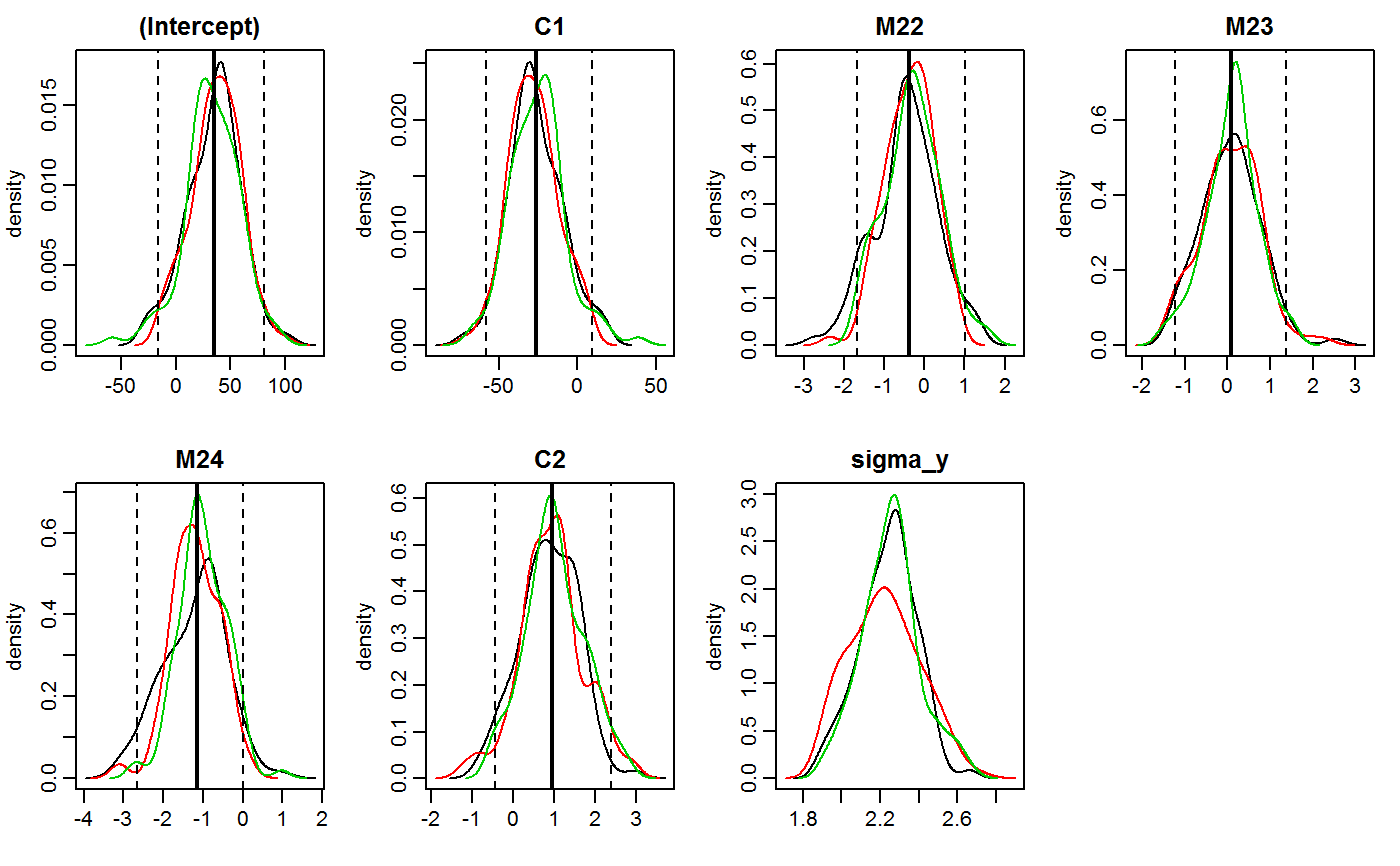 (Intercept)
density
0.000 0.005 0.010 0.015
-50 0 50 100
C1
density
0.000 0.010 0.020
-50 0 50
M22
density
0.0 0.1 0.2 0.3 0.4 0.5 0.6
-3 -2 -1 0 1 2
M23
density
0.0 0.2 0.4 0.6
-2 -1 0 1 2 3
M24
density
0.0 0.2 0.4 0.6
-4 -3 -2 -1 0 1 2
C2
density
0.0 0.1 0.2 0.3 0.4 0.5 0.6
-2 -1 0 1 2 3
sigma_y
density
0.0 0.5 1.0 1.5 2.0 2.5 3.0
1.8 2.2 2.6